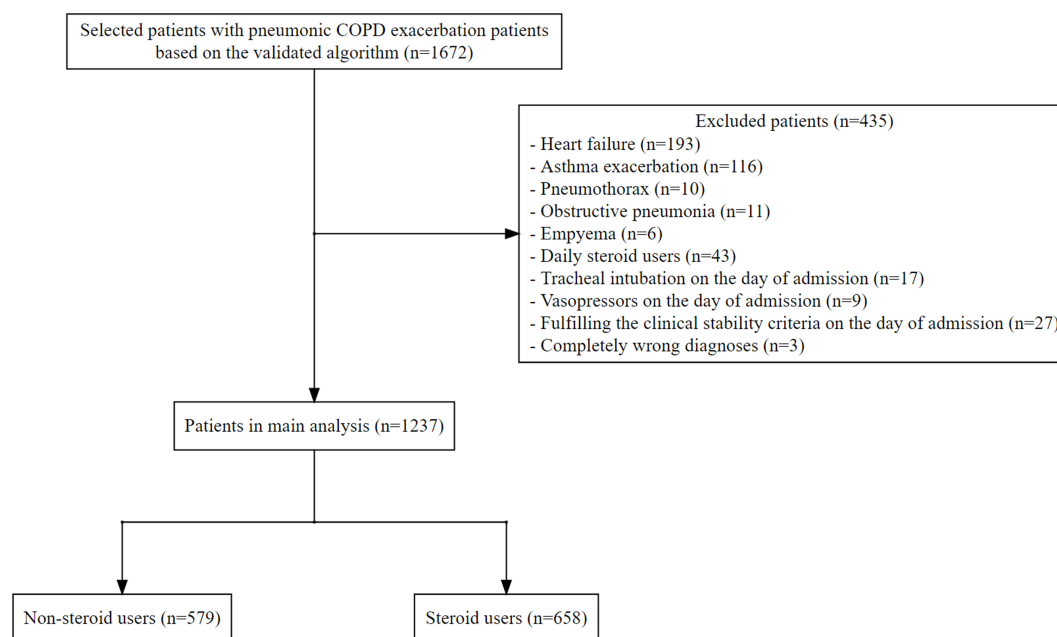 Selected patients with pneumonic COPD exacerbation patients
based on the validated algorithm (n=1672)
Excluded patients (n=435)
- Heart failure (n=193)
- Asthma exacerbation (n=116)
- Pneumothorax (n=10)
- Obstructive pneumonia (n=11)
- Empyema (n=6)
- Daily steroid users (n=43)
- Tracheal intubation on the day of admission (n=17)
- Vasopressors on the day of admission (n=9)
- Fulfilling the clinical stability criteria on the day of admission (n=27)
- Completely wrong diagnoses (n=3)
Patients in main analysis (n=1237)
Non-steroid users (n=579)
Steroid users (n=658)